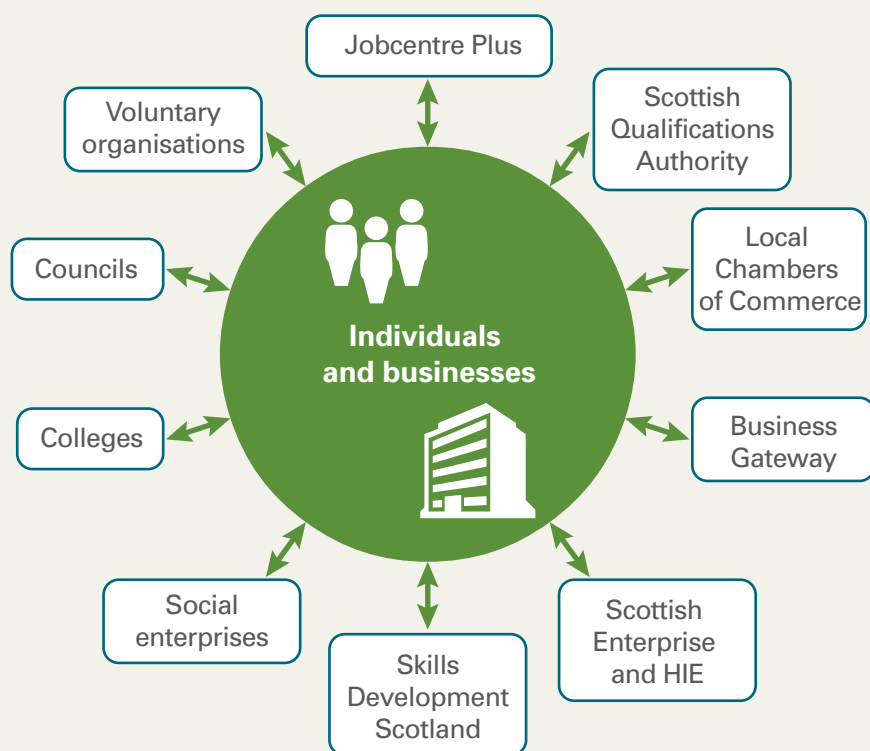 Jobcentre Plus
Voluntary
organisations
Scottish
Qualifications
Authority
Councils
Local
Chambers
of Commerce
Individuals
and businesses
Colleges
Business
Gateway
Social
enterprises
Scottish
Enterprise
and HIE
Skills
Development
Scotland